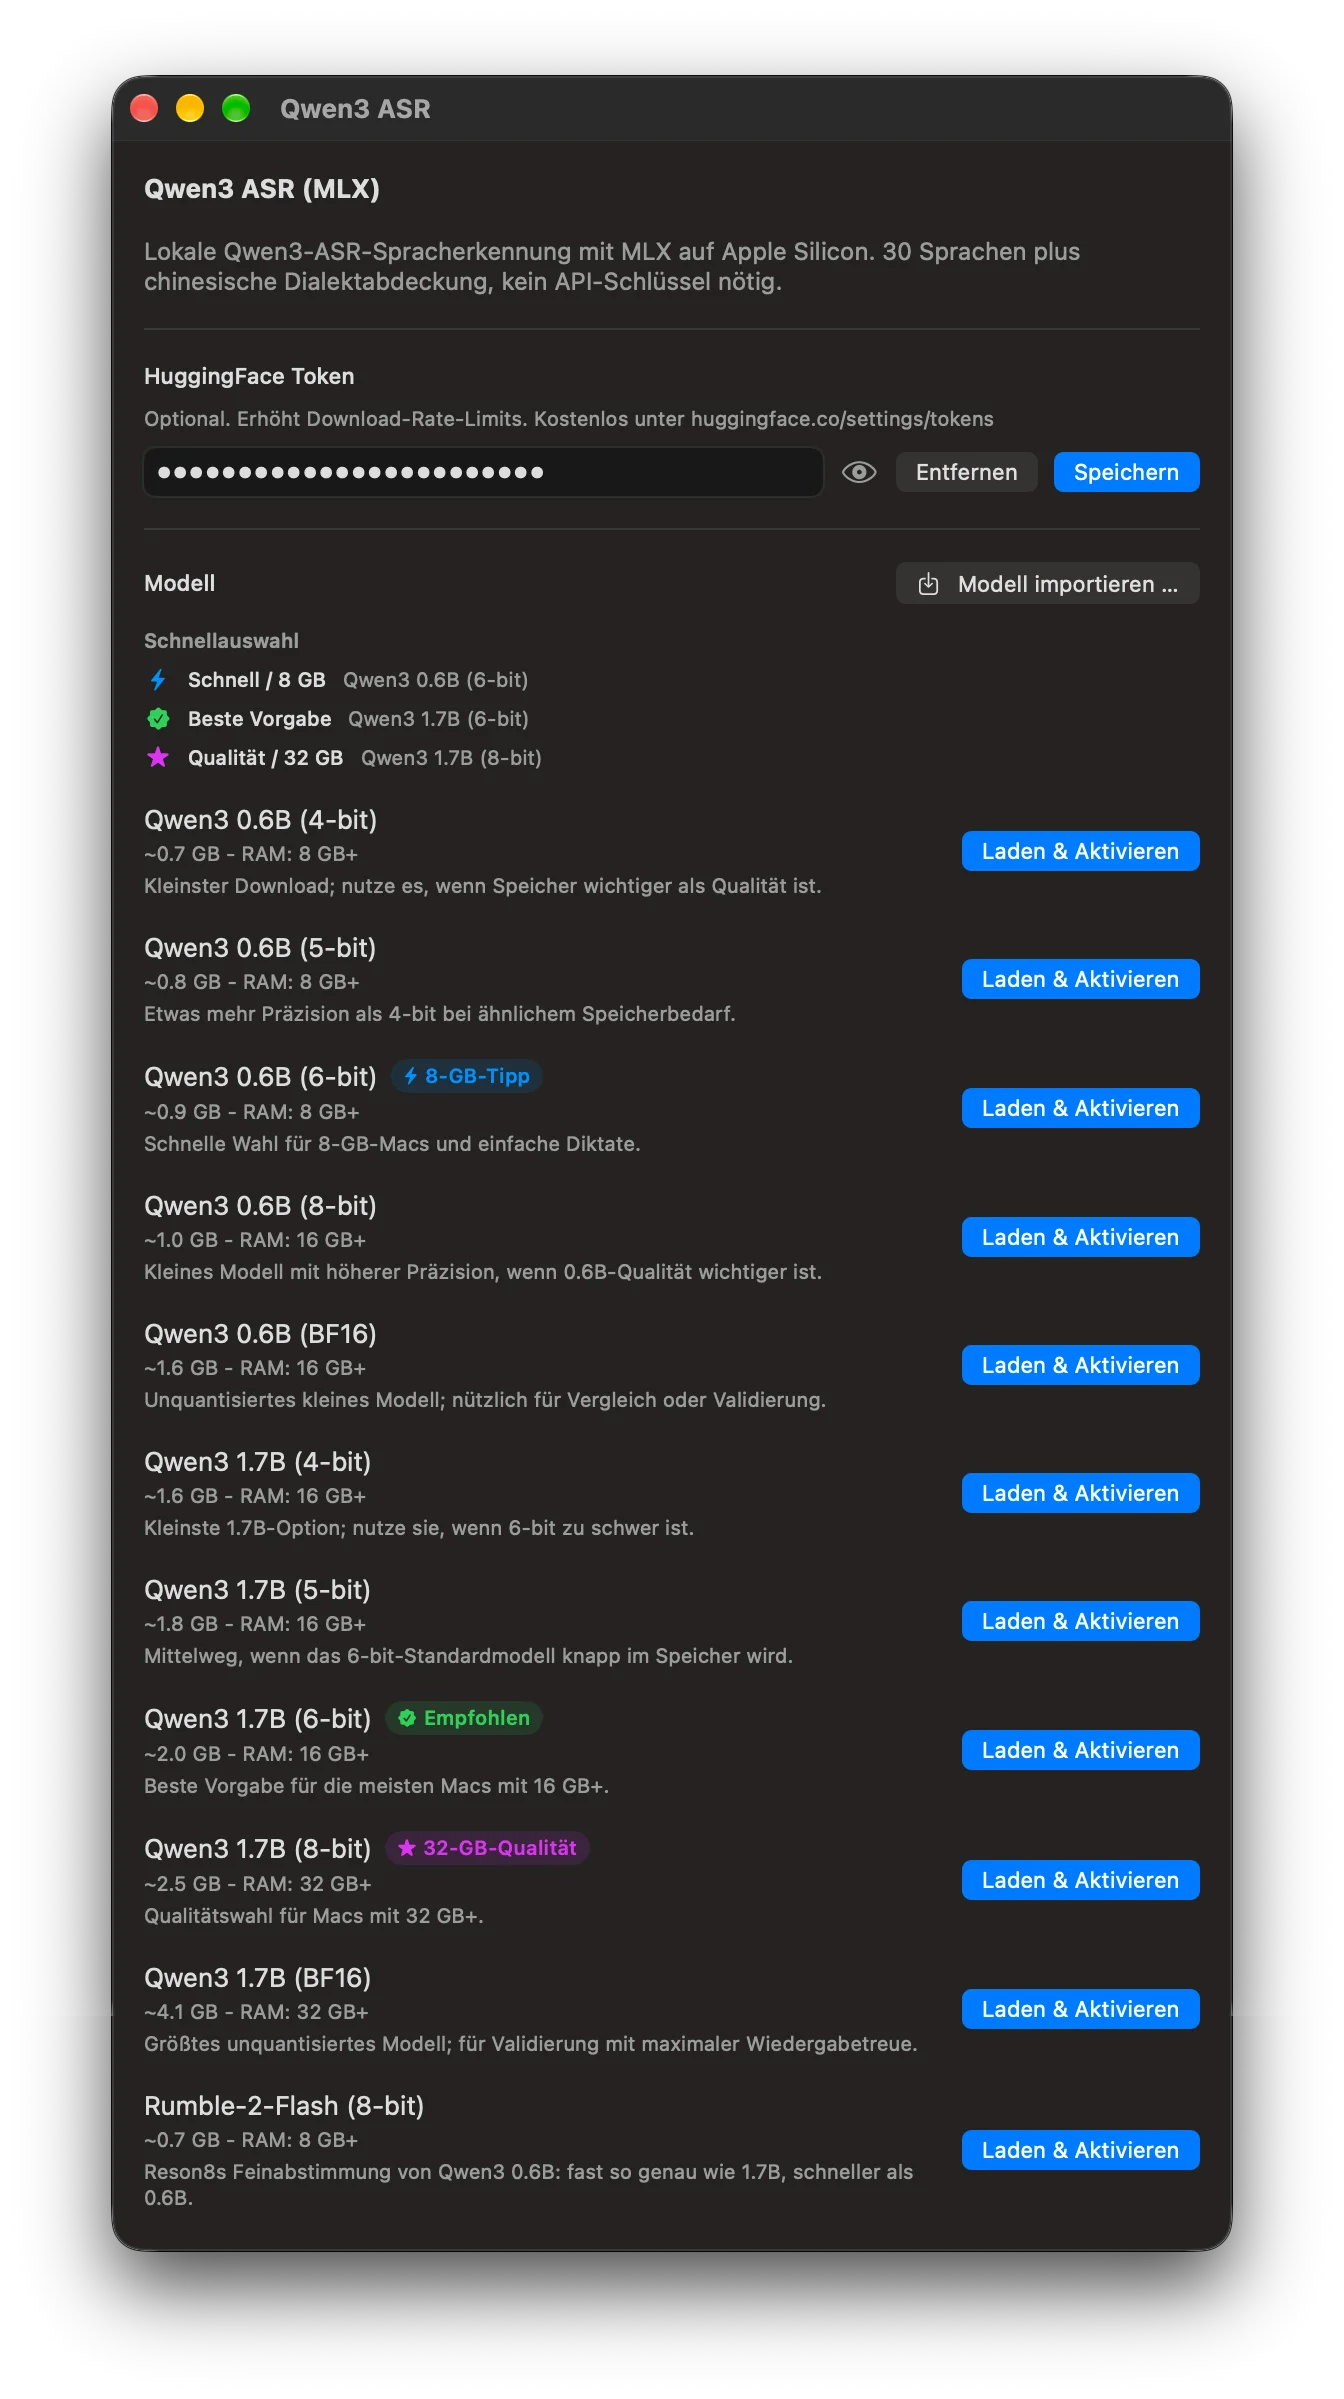 Qwen3 ASR
Qwen3 ASR (MLX)
Lokale Qwen3-ASR-Spracherkennung mit MLX auf Apple Silicon. 30 Sprachen plus
chinesische Dialektabdeckung, kein API-Schlüssel nötig.
HuggingFace Token
Optional. Erhöht Download-Rate-Limits. Kostenlos unter huggingface.co/settings/tokens
Entfernen
Speichern
Modell
Modell importieren ...
Schnellauswahl
Schnell / 8 GB Qwen3 0.6B (6-bit)
Beste Vorgabe Qwen3 1.7B (6-bit)
Qualität / 32 GB Qwen3 1.7B (8-bit)
Qwen3 0.6B (4-bit)
~0.7 GB - RAM: 8 GB+
Kleinster Download; nutze es, wenn Speicher wichtiger als Qualität ist.
Laden & Aktivieren
Qwen3 0.6B (5-bit)
~0.8 GB - RAM: 8 GB+
Etwas mehr Präzision als 4-bit bei ähnlichem Speicherbedarf.
Laden & Aktivieren
Qwen3 0.6B (6-bit) 8-GB-Tipp
~0.9 GB - RAM: 8 GB+
Schnelle Wahl für 8-GB-Macs und einfache Diktate.
Laden & Aktivieren
Qwen3 0.6B (8-bit)
~1.0 GB - RAM: 16 GB+
Kleines Modell mit höherer Präzision, wenn 0.6B-Qualität wichtiger ist.
Laden & Aktivieren
Qwen3 0.6B (BF16)
~1.6 GB - RAM: 16 GB+
Unquantisiertes kleines Modell; nützlich für Vergleich oder Validierung.
Laden & Aktivieren
Qwen3 1.7B (4-bit)
~1.6 GB - RAM: 16 GB+
Kleinste 1.7B-Option; nutze sie, wenn 6-bit zu schwer ist.
Laden & Aktivieren
Qwen3 1.7B (5-bit)
~1.8 GB - RAM: 16 GB+
Mittelweg, wenn das 6-bit-Standardmodell knapp im Speicher wird.
Laden & Aktivieren
Qwen3 1.7B (6-bit) Empfohlen
~2.0 GB - RAM: 16 GB+
Beste Vorgabe für die meisten Macs mit 16 GB+.
Laden & Aktivieren
Qwen3 1.7B (8-bit) 32-GB-Qualität
~2.5 GB - RAM: 32 GB+
Qualitätswahl für Macs mit 32 GB+.
Laden & Aktivieren
Qwen3 1.7B (BF16)
~4.1 GB - RAM: 32 GB+
Größtes unquantisiertes Modell; für Validierung mit maximaler Wiedergabetreue.
Laden & Aktivieren
Rumble-2-Flash (8-bit)
~0.7 GB - RAM: 8 GB+
Reson8s Feinabstimmung von Qwen3 0.6B: fast so genau wie 1.7B, schneller als
0.6B.
Laden & Aktivieren